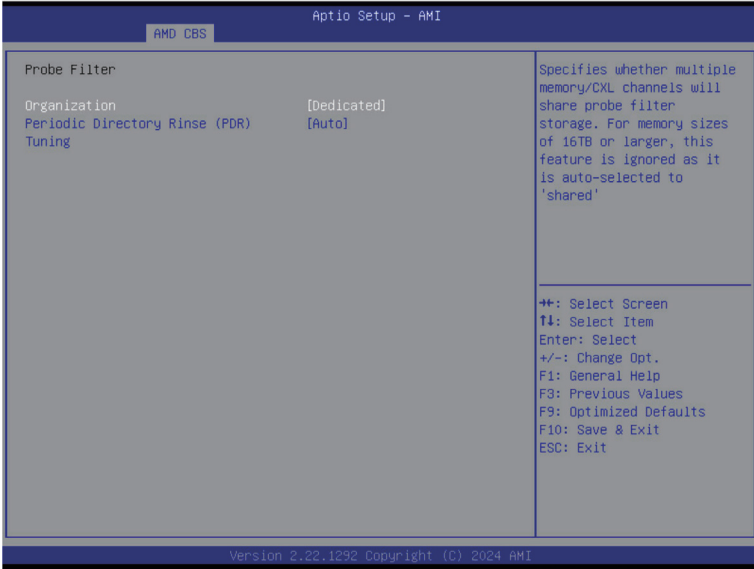 Aptio Setup – AMI
AMD CBS
Probe Filter
Organization [Dedicated]
Periodic Directory Rinse (PDR) [Auto]
Tuning
Specifies whether multiple
memory/CXL channels will
share probe filter
storage. For memory sizes
of 16TB or larger, this
feature is ignored as it
is auto-selected to
'shared'
→←: Select Screen
↑↓: Select Item
Enter: Select
+/-: Change Opt.
F1: General Help
F3: Previous Values
F9: Optimized Defaults
F10: Save & Exit
ESC: Exit
Version 2.22.1292 Copyright (C) 2024 AMI